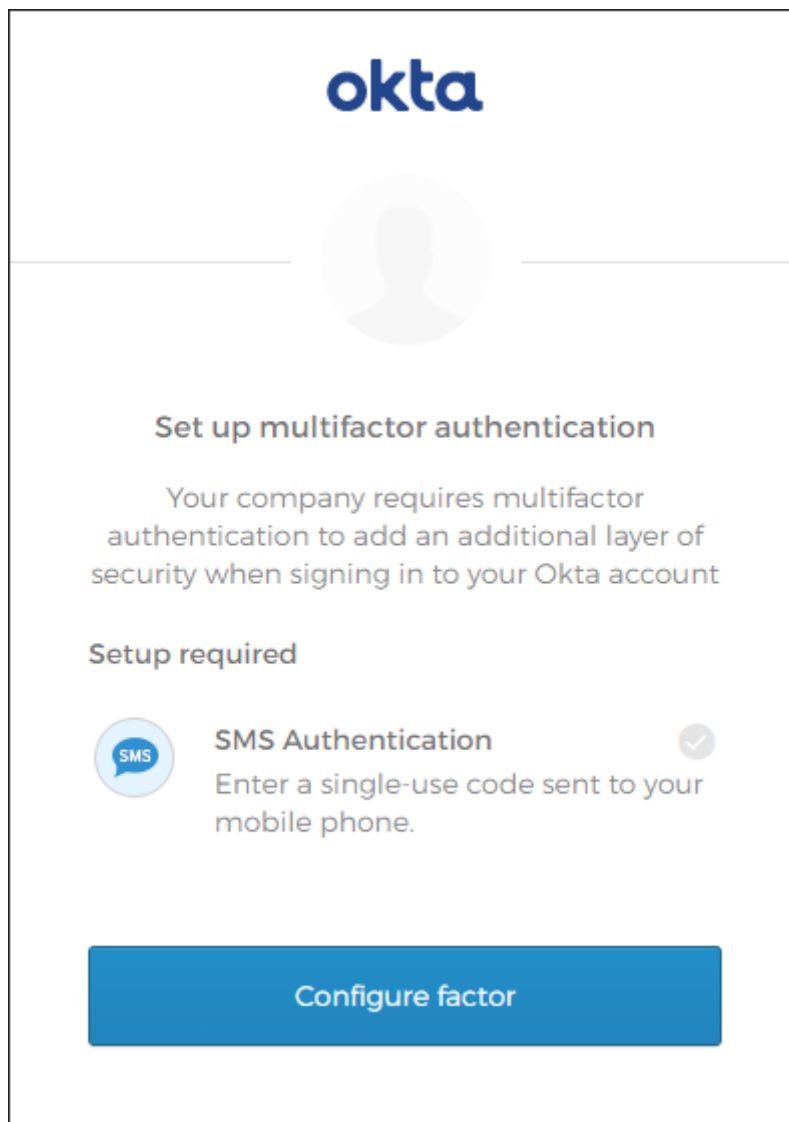 okta
Set up multifactor authentication
Your company requires multifactor
authentication to add an additional layer of
security when signing in to your Okta account
Setup required
SMS
SMS Authentication
Enter a single-use code sent to your
mobile phone.
Configure factor